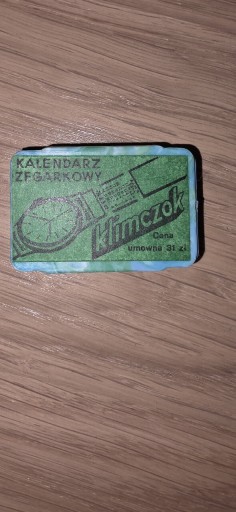 KALENDARZ
ZEGARKOWY
Klimczok
Cena
umowna 31 zł